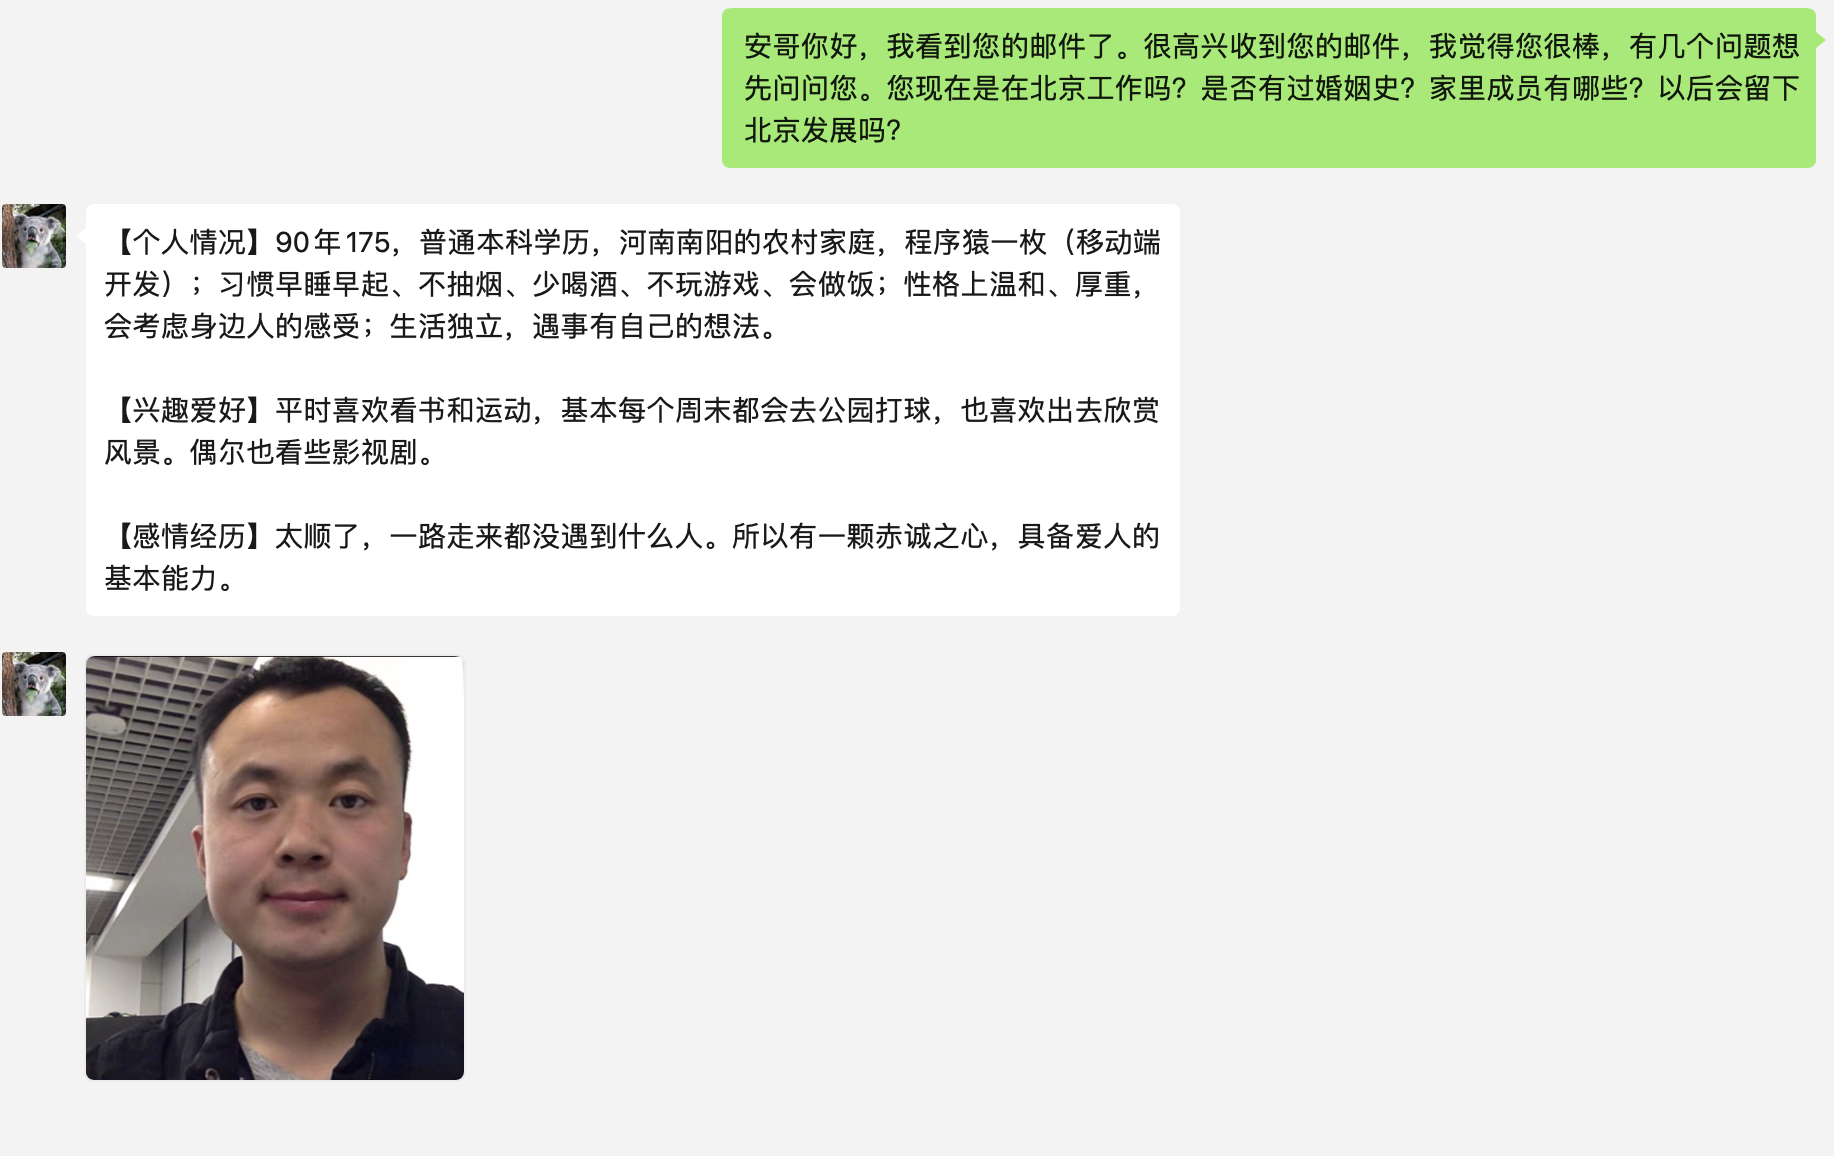 安哥你好，我看到您的邮件了。很高兴收到您的邮件，我觉得您很棒，有几个问题想
先问问您。您现在是在北京工作吗？是否有过婚姻史？家里成员有哪些？以后会留下
北京发展吗？
【个人情况】90年175，普通本科学历，河南南阳的农村家庭，程序猿一枚（移动端
开发）；习惯早睡早起、不抽烟、少喝酒、不玩游戏、会做饭；性格上温和、厚重，
会考虑身边人的感受；生活独立，遇事有自己的想法。
【兴趣爱好】平时喜欢看书和运动，基本每个周末都会去公园打球，也喜欢出去欣赏
风景。偶尔也看些影视剧。
【感情经历】太顺了，一路走来都没遇到什么人。所以有一颗赤诚之心，具备爱人的
基本能力。